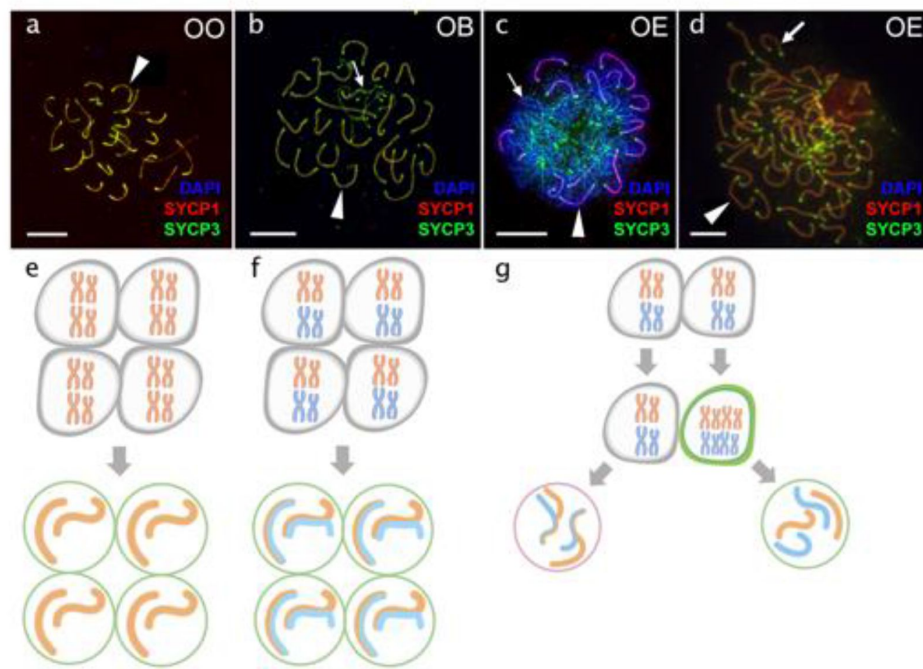 a OO
DAPI
SYCP1
SYCP3
b OB
DAPI
SYCP1
SYCP3
c OE
DAPI
SYCP1
SYCP3
d OE
DAPI
SYCP1
SYCP3
e
f
g